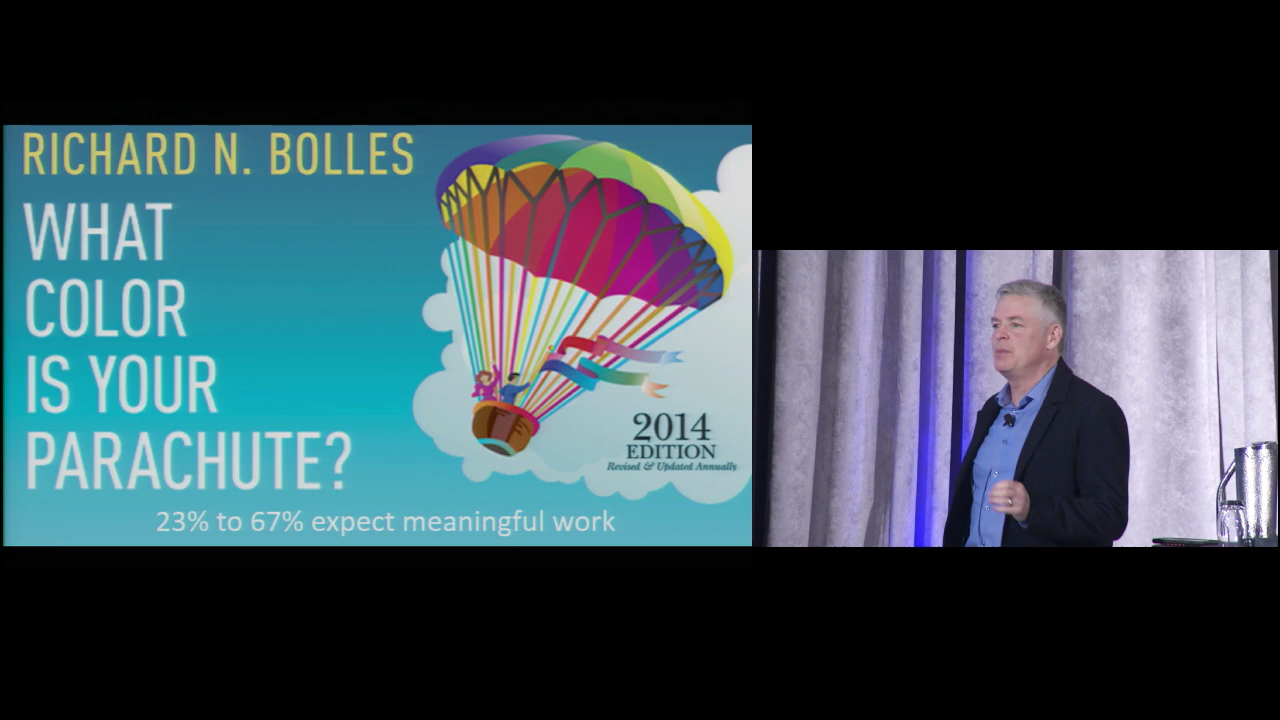 RICHARD N. BOLLES
WHAT
COLOR
IS YOUR
PARACHUTE?
2014
EDITION
Revised & Updated Annually
23% to 67% expect meaningful work